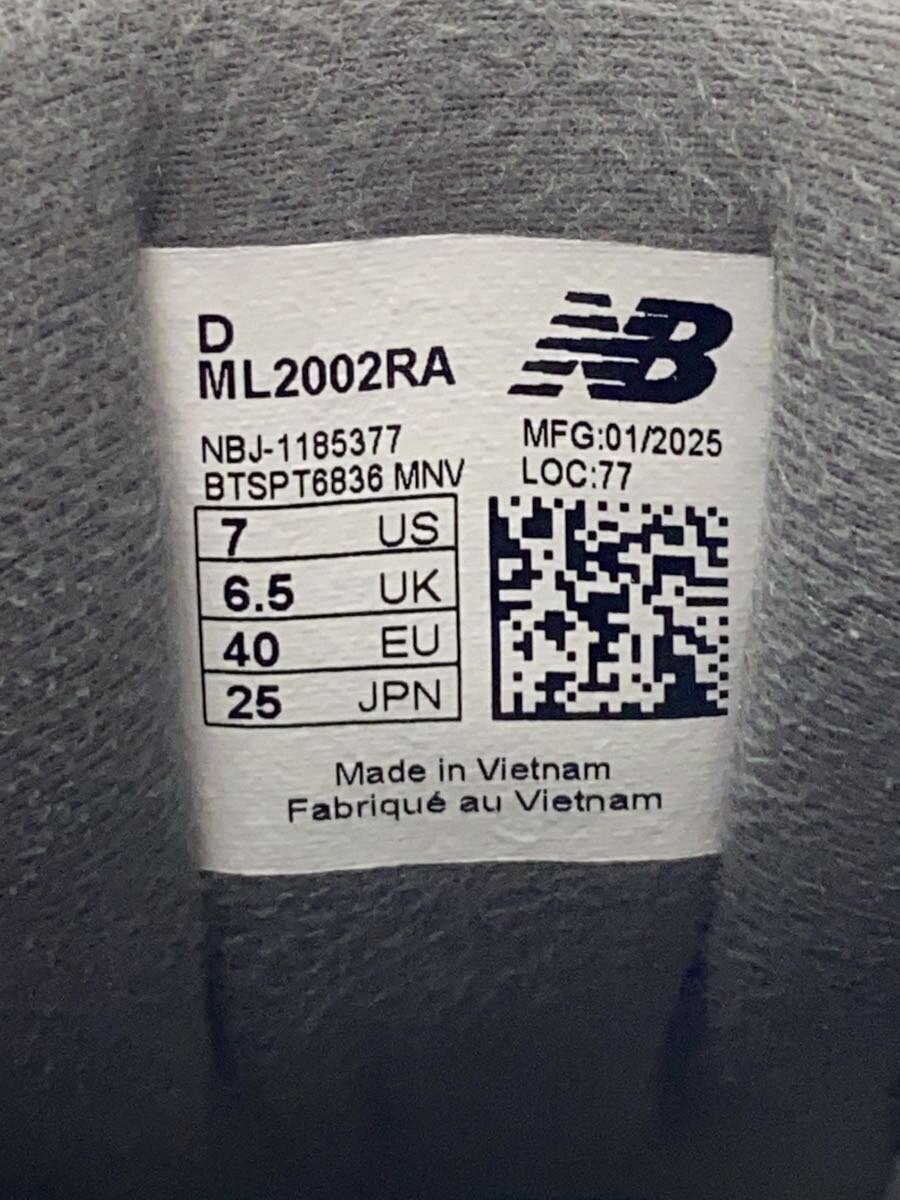 D
ML2002RA
NB
NBJ-1185377
BTSPT6836 MNV
MFG:01/2025
LOC:77
7 US
6.5 UK
40 EU
25 JPN
Made in Vietnam
Fabriqué au Vietnam